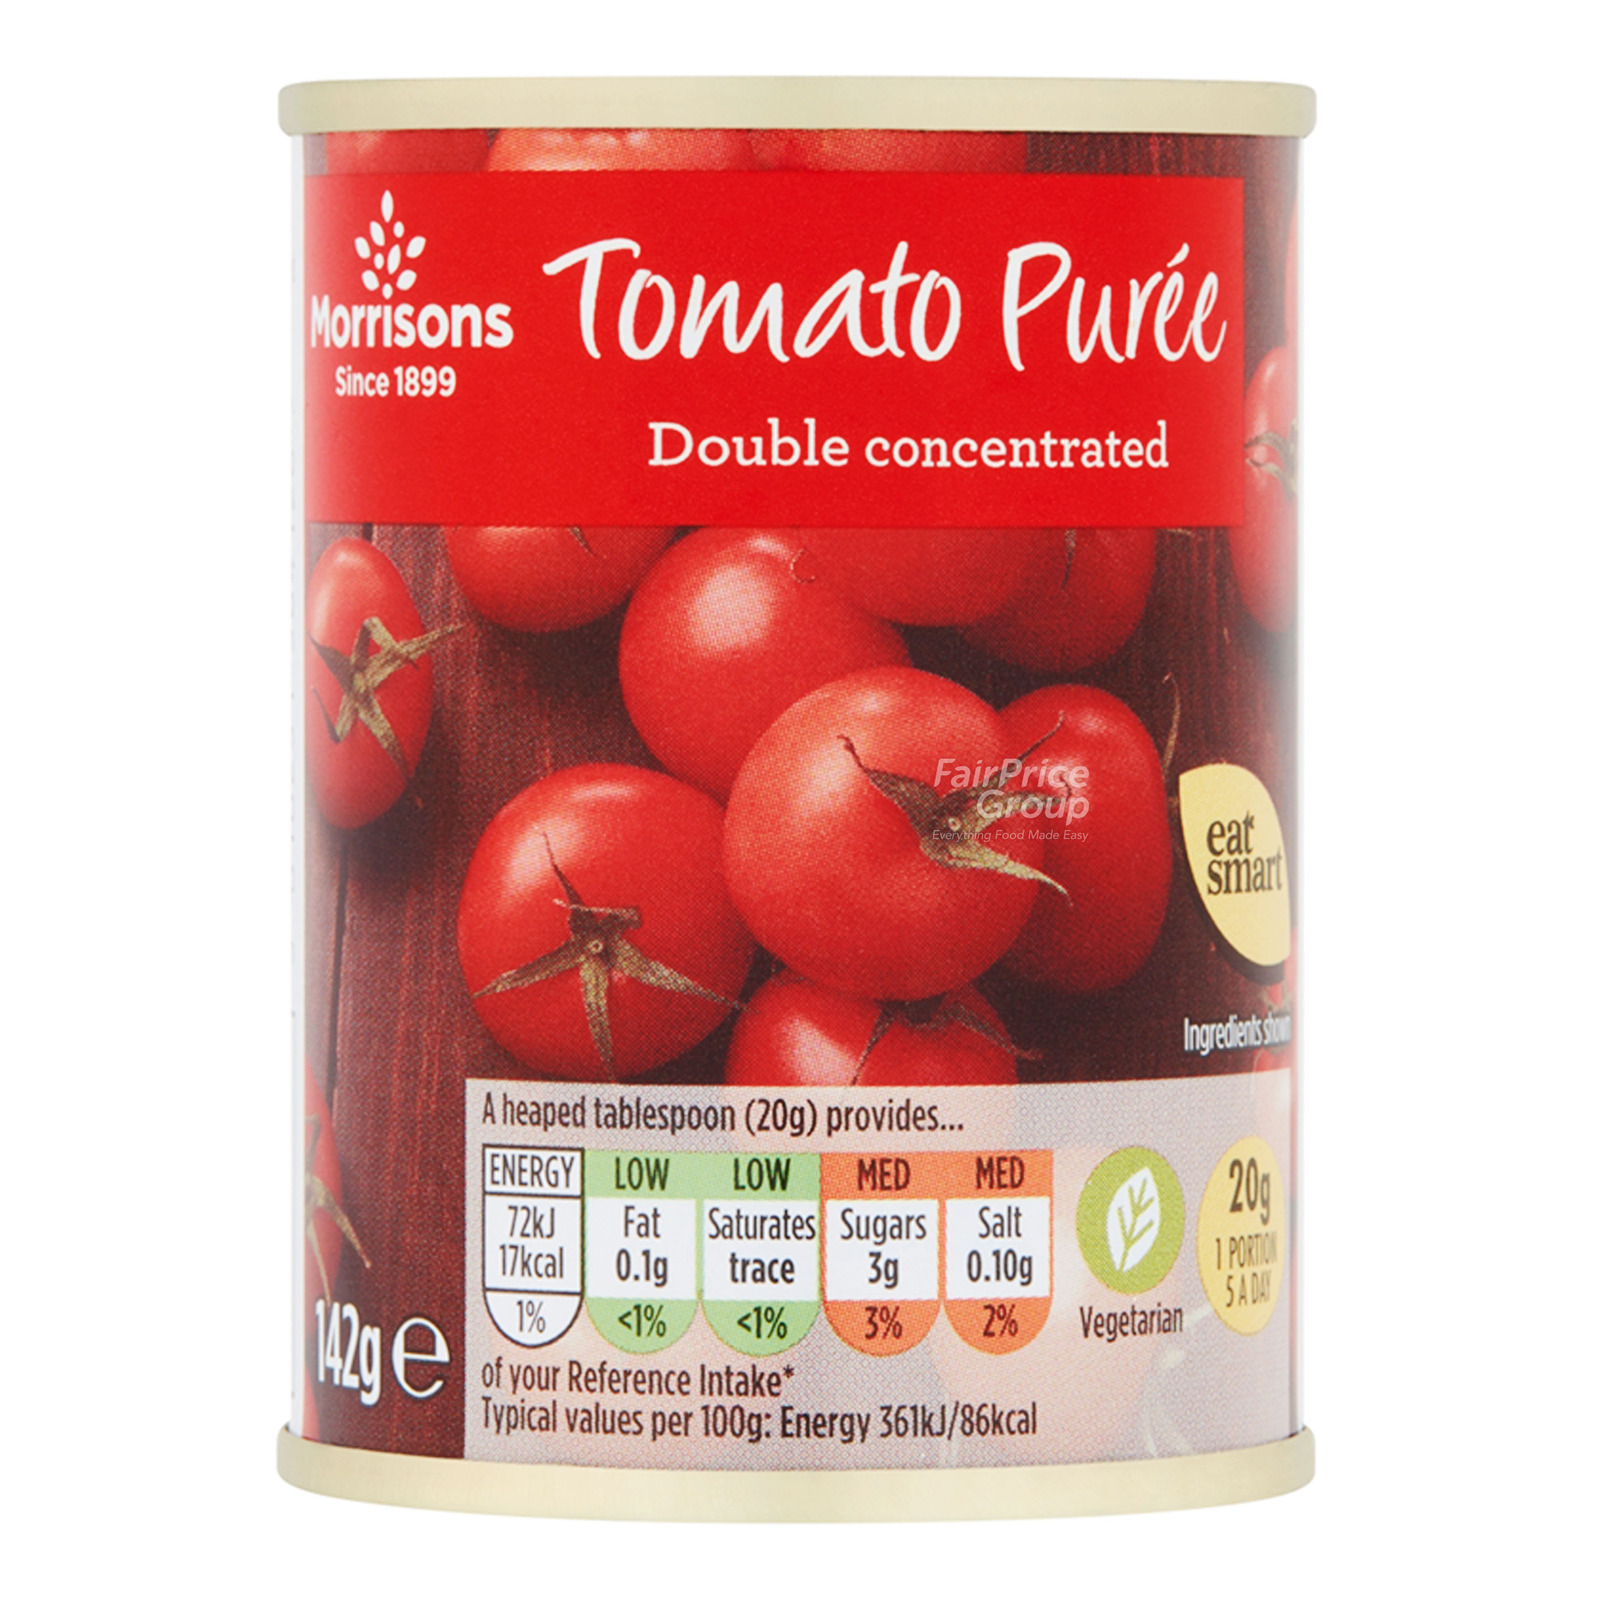 Morrisons
Since 1899
Tomato Purée
Double concentrated
FairPrice
Group
Everything Food Made Easy
eat
smart
Ingredients shown
A heaped tablespoon (20g) provides...
ENERGY LOW LOW MED MED
72kJ Fat Saturates Sugars Salt
17kcal 0.1g trace 3g 0.10g
1% <1% <1% 3% 2%
of your Reference Intake*
Typical values per 100g: Energy 361kJ/86kcal
Vegetarian
20g
1 PORTION
5 A DAY
142g e